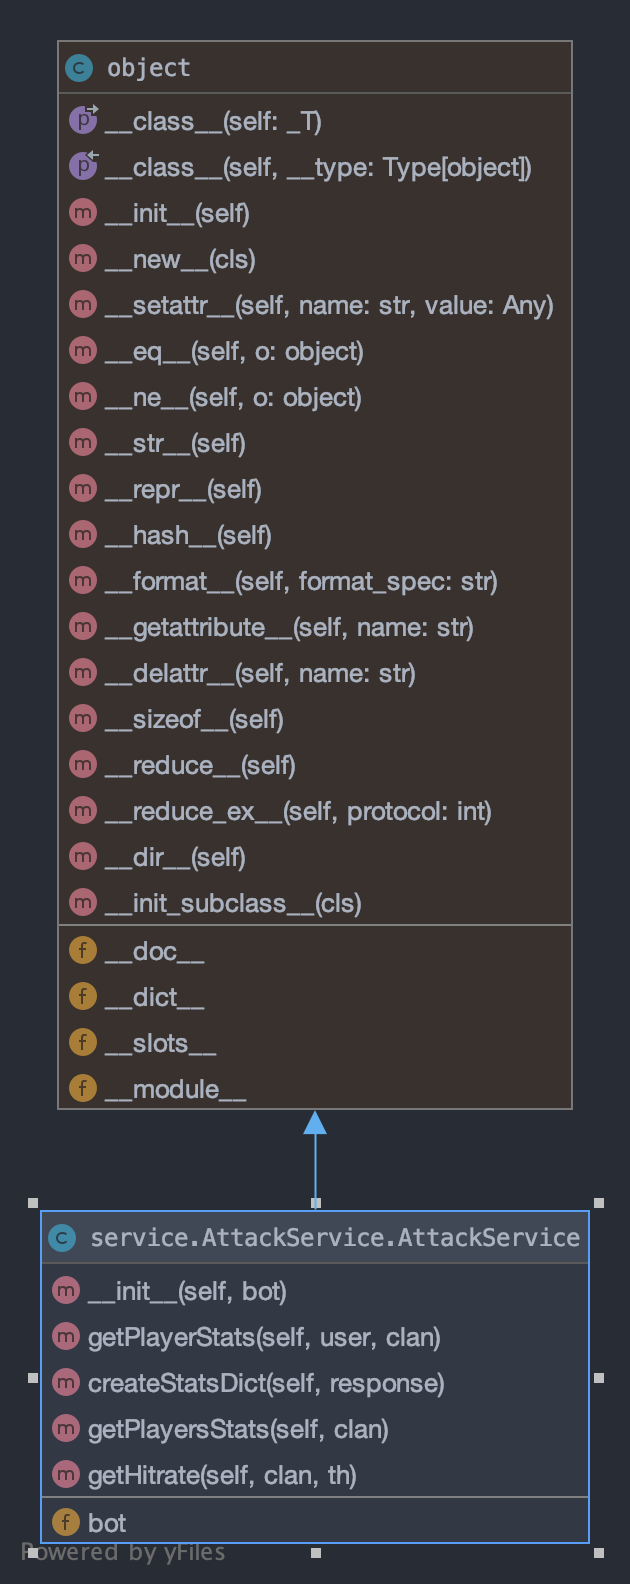 C object
p __class__(self: _T)
p __class__(self, __type: Type[object])
m __init__(self)
m __new__(cls)
m __setattr__(self, name: str, value: Any)
m __eq__(self, o: object)
m __ne__(self, o: object)
m __str__(self)
m __repr__(self)
m __hash__(self)
m __format__(self, format_spec: str)
m __getattribute__(self, name: str)
m __delattr__(self, name: str)
m __sizeof__(self)
m __reduce__(self)
m __reduce_ex__(self, protocol: int)
m __dir__(self)
m __init_subclass__(cls)
f __doc__
f __dict__
f __slots__
f __module__
C service.AttackService.AttackService
m __init__(self, bot)
m getPlayerStats(self, user, clan)
m createStatsDict(self, response)
m getPlayersStats(self, clan)
m getHitrate(self, clan, th)
f bot
Powered by yFiles